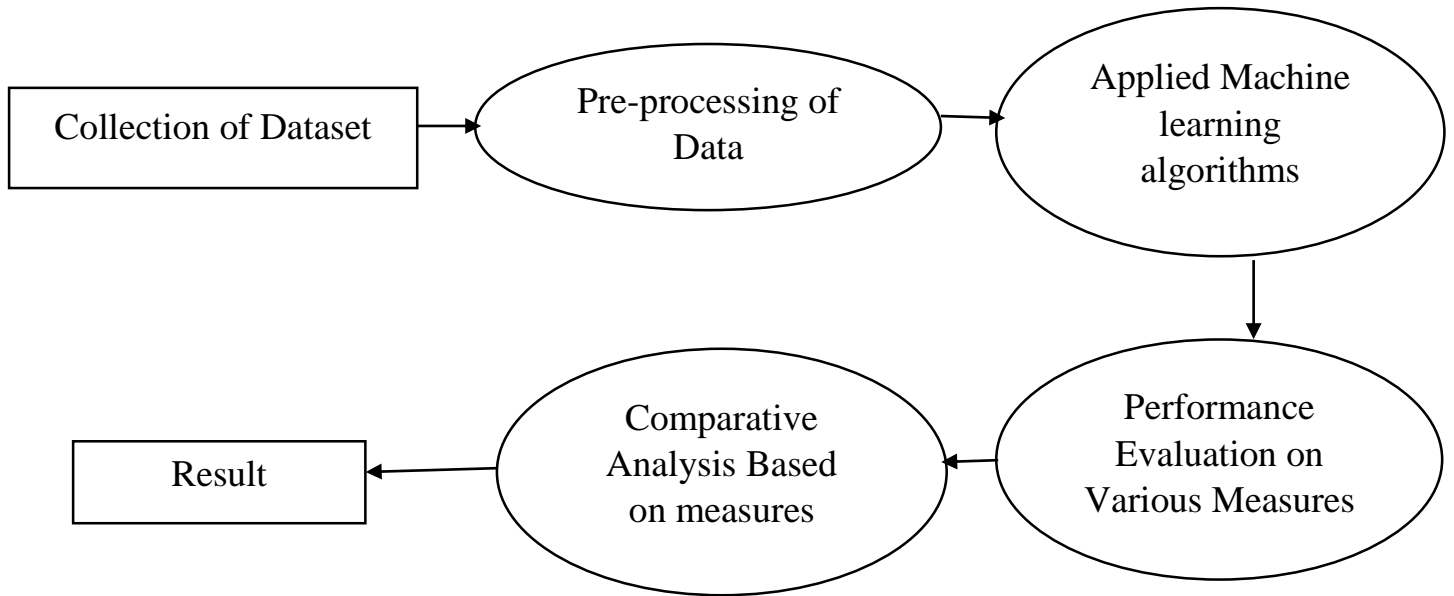 Collection of Dataset
Pre-processing of
Data
Applied Machine
learning
algorithms
Performance
Evaluation on
Various Measures
Comparative
Analysis Based
on measures
Result